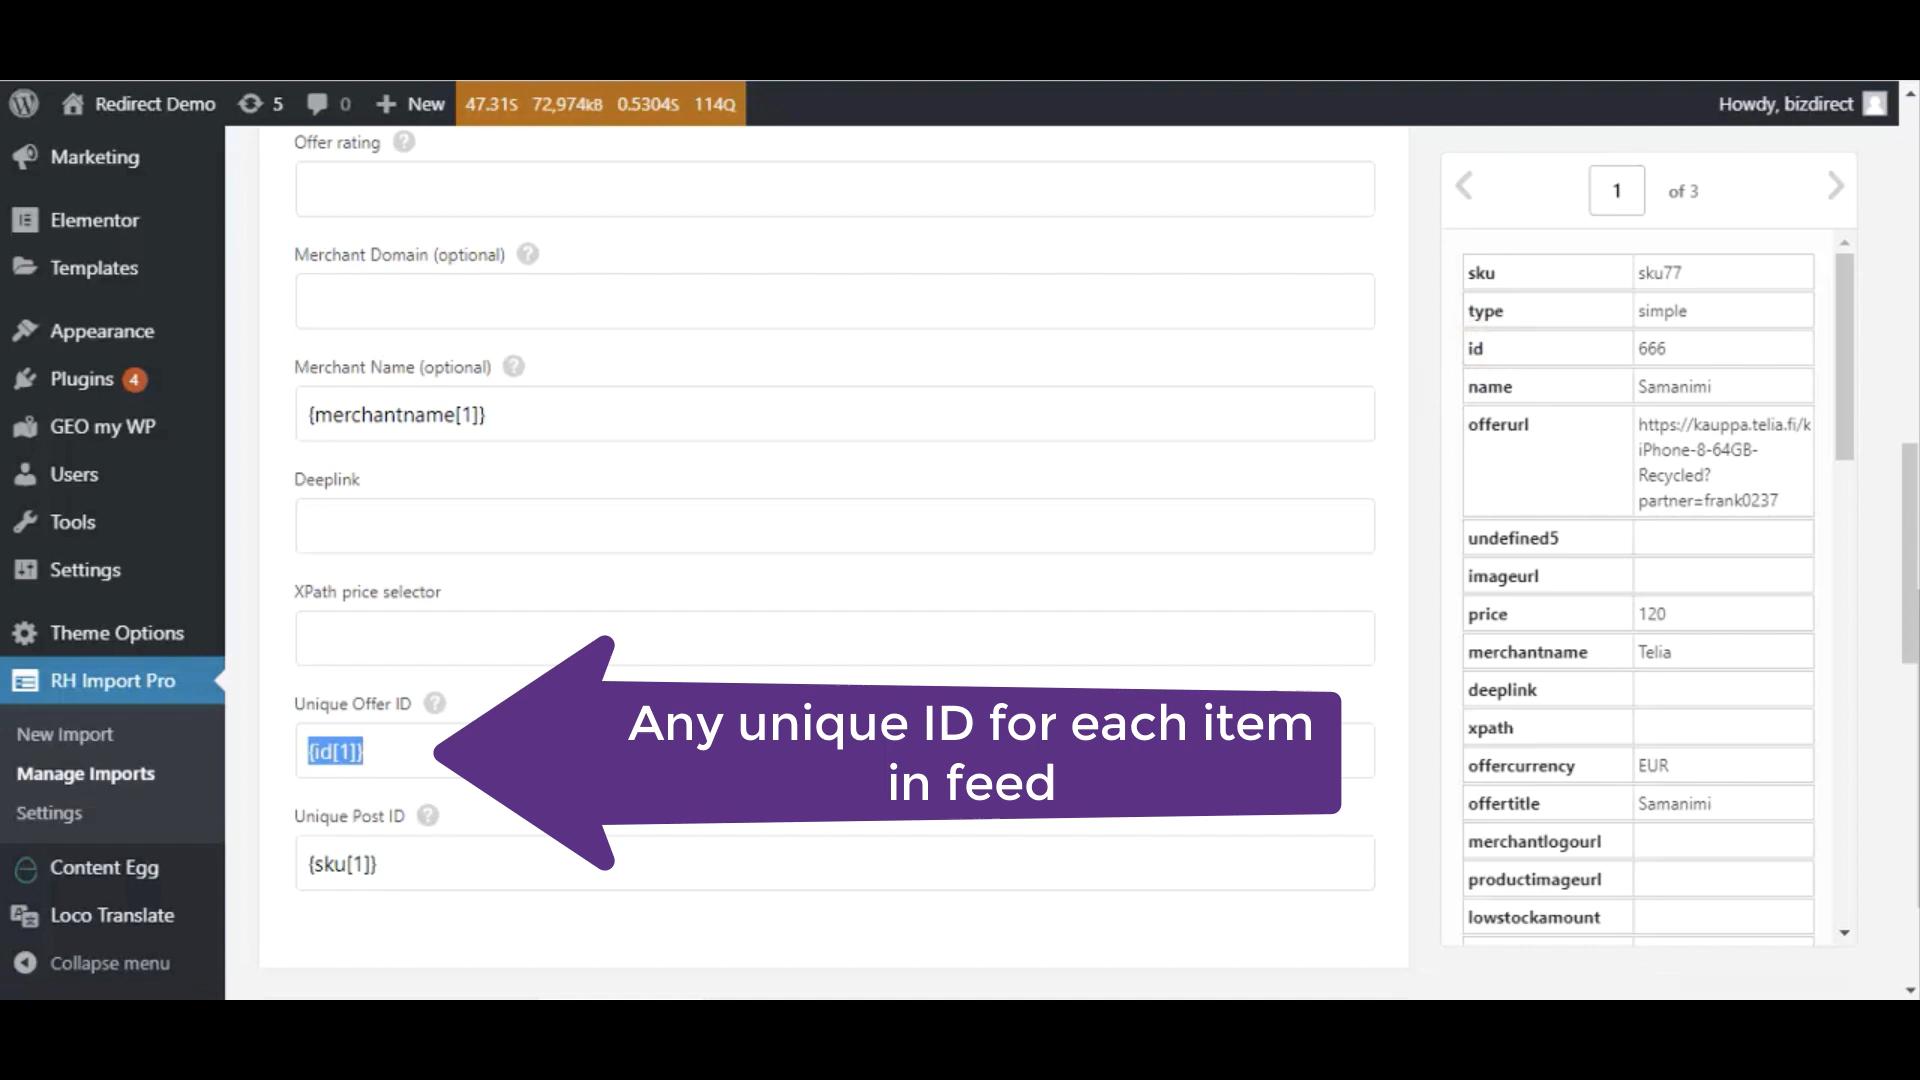 Redirect Demo 5 0 New 47.31S 72,974KB 0.5304S 114Q Howdy, bizdirect
Marketing
Elementor
Templates
Appearance
Plugins 4
GEO my WP
Users
Tools
Settings
Theme Options
RH Import Pro
New Import
Manage Imports
Settings
Content Egg
Loco Translate
Collapse menu
Offer rating ?
Merchant Domain (optional) ?
Merchant Name (optional) ?
{merchantname[1]}
Deeplink
XPath price selector
Unique Offer ID ?
{id[1]}
Any unique ID for each item
in feed
Unique Post ID ?
{sku[1]}
1 of 3
sku sku77
type simple
id 666
name Samanimi
offerurl https://kauppa.telia.fi/k
iPhone-8-64GB-
Recycled?
partner=frank0237
undefined5
imageurl
price 120
merchantname Telia
deeplink
xpath
offercurrency EUR
offertitle Samanimi
merchantlogourl
productimageurl
lowstockamount